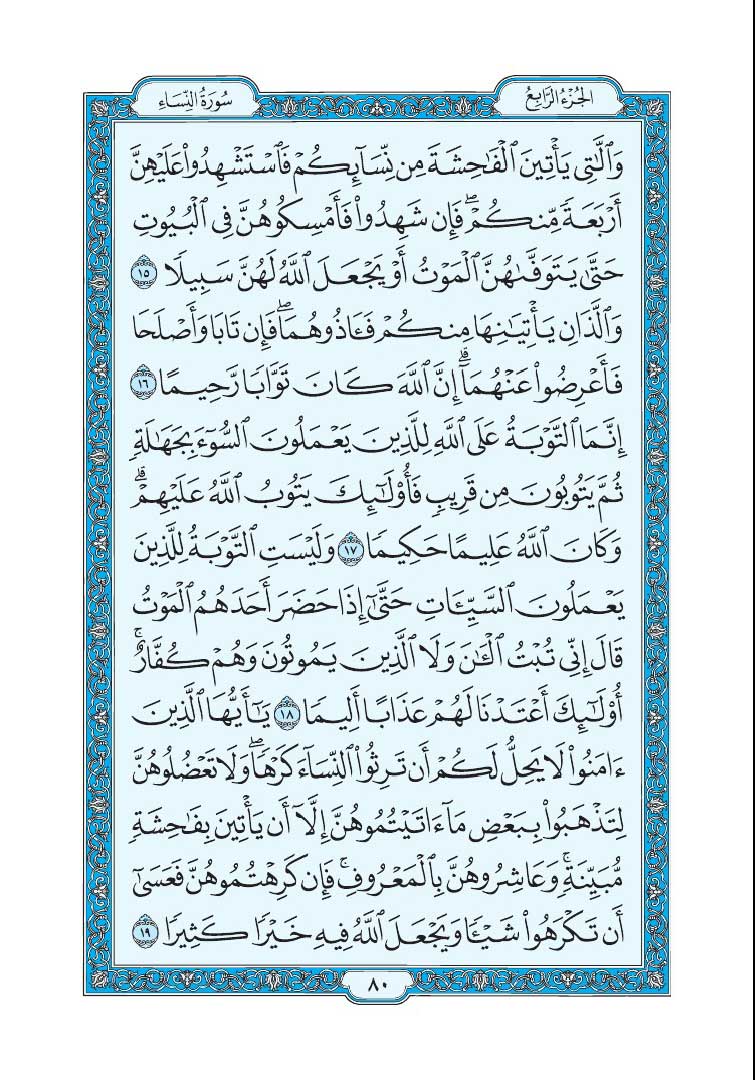 الجُزْءُ الرَّابِعُ
سُورَةُ النِّسَاءِ
وَٱلَّٰتِي يَأۡتِينَ ٱلۡفَٰحِشَةَ مِن نِّسَآئِكُمۡ فَٱسۡتَشۡهِدُواْ عَلَيۡهِنَّ
أَرۡبَعَةٗ مِّنكُمۡۖ فَإِن شَهِدُواْ فَأَمۡسِكُوهُنَّ فِي ٱلۡبُيُوتِ
حَتَّىٰ يَتَوَفَّىٰهُنَّ ٱلۡمَوۡتُ أَوۡ يَجۡعَلَ ٱللَّهُ لَهُنَّ سَبِيلٗا ١٥
وَٱلَّذَانِ يَأۡتِيَٰنِهَا مِنكُمۡ فَـَٔاذُوهُمَاۖ فَإِن تَابَا وَأَصۡلَحَا
فَأَعۡرِضُواْ عَنۡهُمَآۗ إِنَّ ٱللَّهَ كَانَ تَوَّابٗا رَّحِيمًا ١٦
إِنَّمَا ٱلتَّوۡبَةُ عَلَى ٱللَّهِ لِلَّذِينَ يَعۡمَلُونَ ٱلسُّوٓءَ بِجَهَٰلَةٖ
ثُمَّ يَتُوبُونَ مِن قَرِيبٖ فَأُوْلَٰٓئِكَ يَتُوبُ ٱللَّهُ عَلَيۡهِمۡۗ
وَكَانَ ٱللَّهُ عَلِيمًا حَكِيمٗا ١٧ وَلَيۡسَتِ ٱلتَّوۡبَةُ لِلَّذِينَ
يَعۡمَلُونَ ٱلسَّيِّـَٔاتِ حَتَّىٰٓ إِذَا حَضَرَ أَحَدَهُمُ ٱلۡمَوۡتُ
قَالَ إِنِّي تُبۡتُ ٱلۡـَٰٔنَ وَلَا ٱلَّذِينَ يَمُوتُونَ وَهُمۡ كُفَّارٌۚ
أُوْلَٰٓئِكَ أَعۡتَدۡنَا لَهُمۡ عَذَابًا أَلِيمٗا ١٨ يَٰٓأَيُّهَا ٱلَّذِينَ
ءَامَنُواْ لَا يَحِلُّ لَكُمۡ أَن تَرِثُواْ ٱلنِّسَآءَ كَرۡهٗاۖ وَلَا تَعۡضُلُوهُنَّ
لِتَذۡهَبُواْ بِبَعۡضِ مَآ ءَاتَيۡتُمُوهُنَّ إِلَّآ أَن يَأۡتِينَ بِفَٰحِشَةٖ
مُّبَيِّنَةٖۚ وَعَاشِرُوهُنَّ بِٱلۡمَعۡرُوفِۚ فَإِن كَرِهۡتُمُوهُنَّ فَعَسَىٰٓ
أَن تَكۡرَهُواْ شَيۡـٔٗا وَيَجۡعَلَ ٱللَّهُ فِيهِ خَيۡرٗا كَثِيرٗا ١٩
٨٠